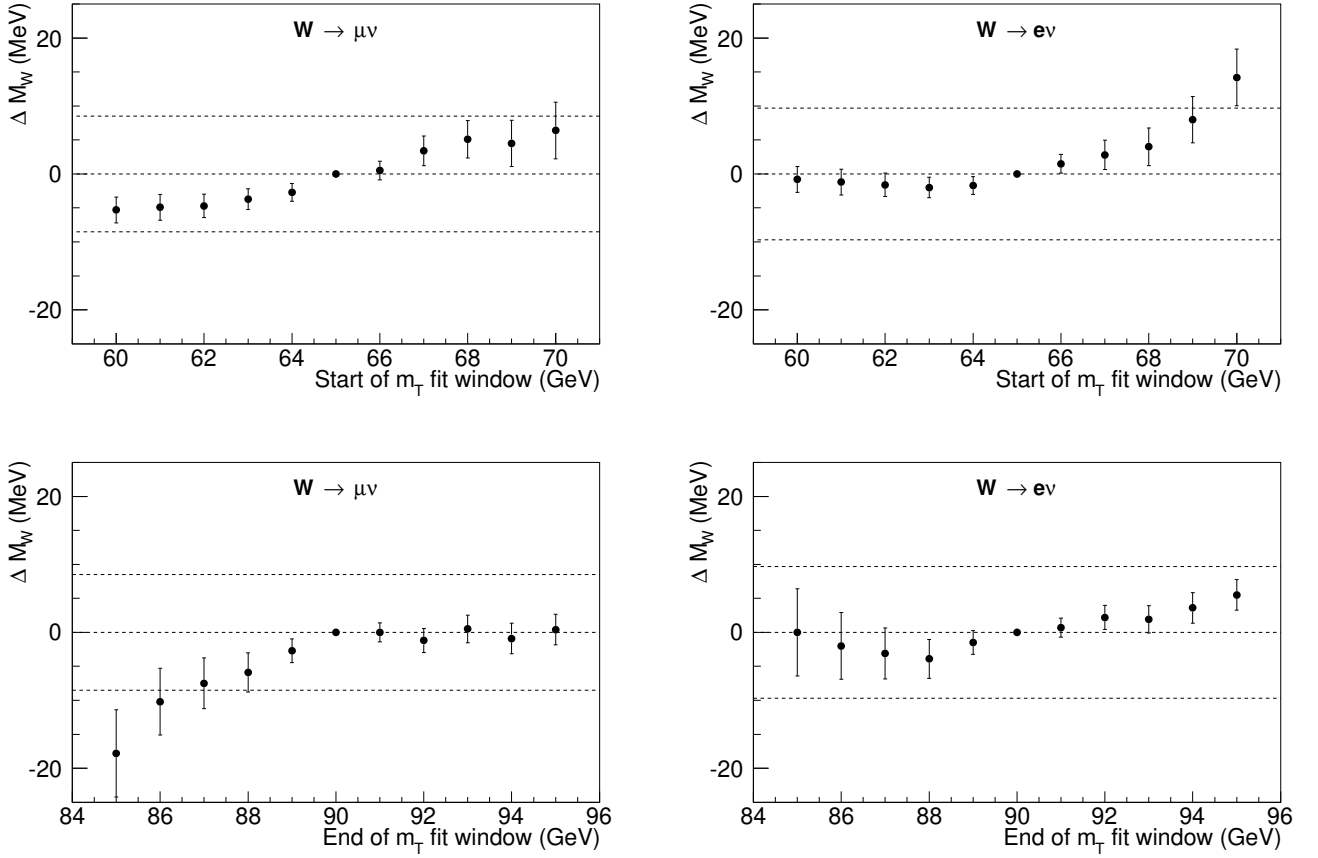 W → μν
Δ M_W (MeV)
20
0
-20
60 62 64 66 68 70
Start of m_T fit window (GeV)
W → eν
Δ M_W (MeV)
20
0
-20
60 62 64 66 68 70
Start of m_T fit window (GeV)
W → μν
Δ M_W (MeV)
20
0
-20
84 86 88 90 92 94 96
End of m_T fit window (GeV)
W → eν
Δ M_W (MeV)
20
0
-20
84 86 88 90 92 94 96
End of m_T fit window (GeV)